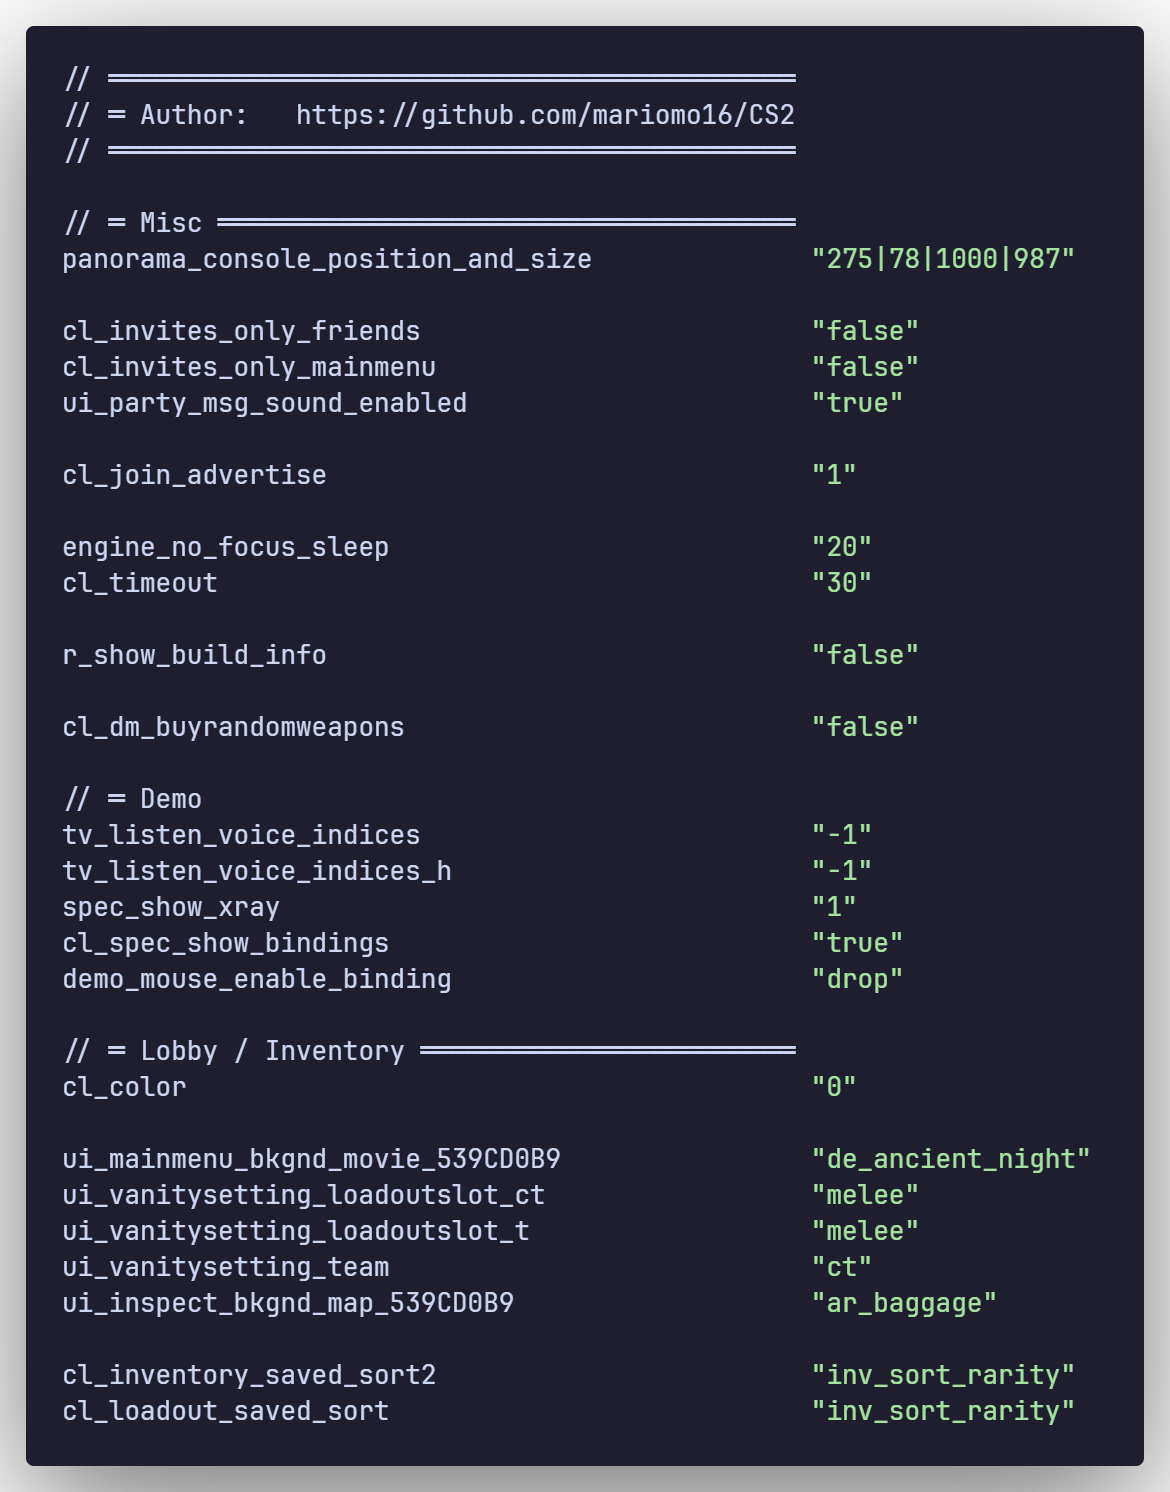 // ════════════════════════════════════════════
// ═ Author:   https://github.com/mariomo16/CS2
// ════════════════════════════════════════════
// ═ Misc ═════════════════════════════════════
panorama_console_position_and_size              "275|78|1000|987"
cl_invites_only_friends                         "false"
cl_invites_only_mainmenu                        "false"
ui_party_msg_sound_enabled                      "true"
cl_join_advertise                               "1"
engine_no_focus_sleep                           "20"
cl_timeout                                      "30"
r_show_build_info                               "false"
cl_dm_buyrandomweapons                          "false"
// ═ Demo
tv_listen_voice_indices                         "-1"
tv_listen_voice_indices_h                       "-1"
spec_show_xray                                  "1"
cl_spec_show_bindings                           "true"
demo_mouse_enable_binding                       "drop"
// ═ Lobby / Inventory ════════════════════════
cl_color                                        "0"
ui_mainmenu_bkgnd_movie_539CD0B9                "de_ancient_night"
ui_vanitysetting_loadoutslot_ct                 "melee"
ui_vanitysetting_loadoutslot_t                  "melee"
ui_vanitysetting_team                           "ct"
ui_inspect_bkgnd_map_539CD0B9                   "ar_baggage"
cl_inventory_saved_sort2                        "inv_sort_rarity"
cl_loadout_saved_sort                           "inv_sort_rarity"